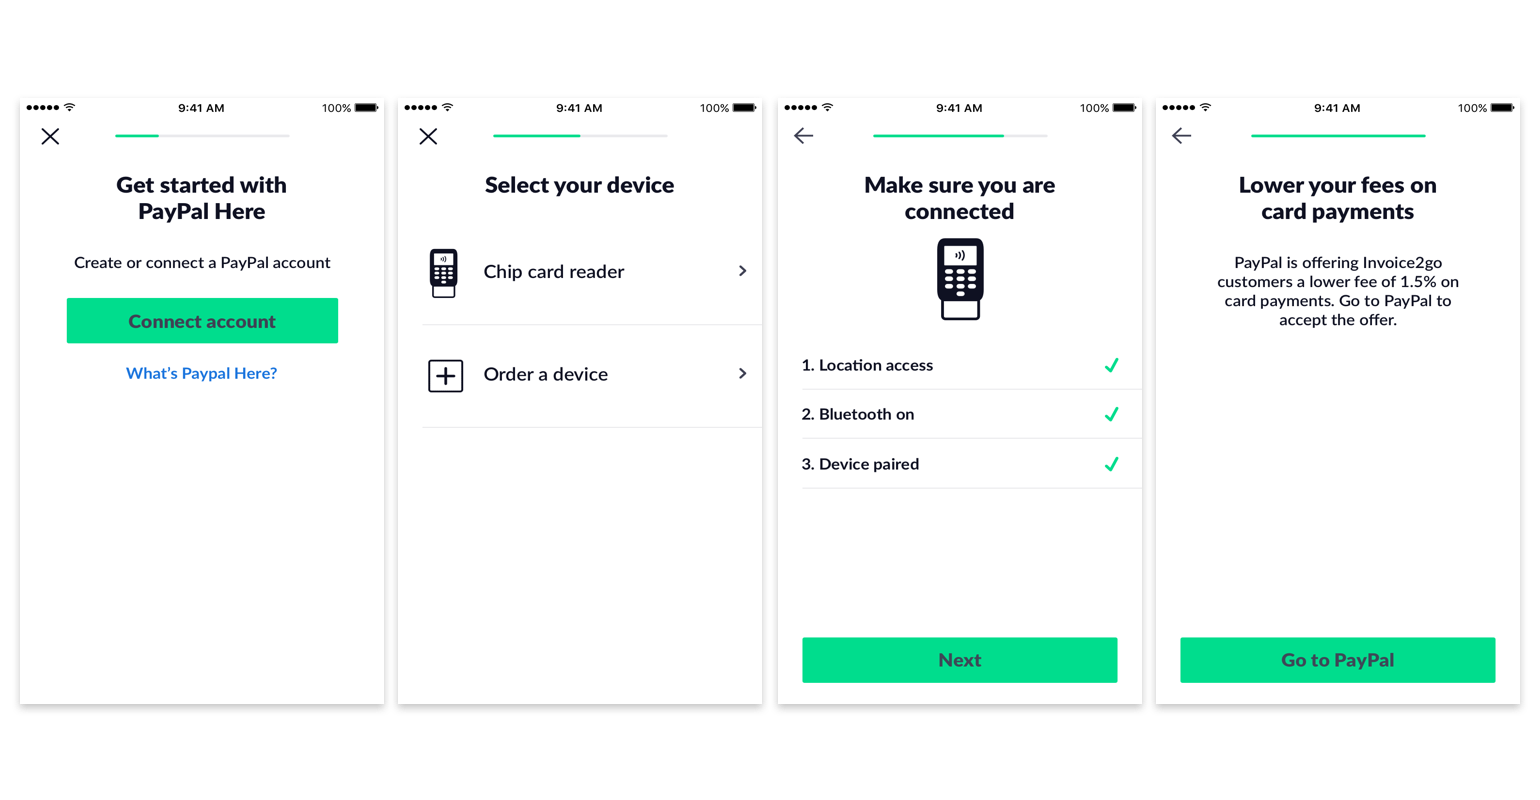 9:41 AM
100%
Get started with
PayPal Here
Create or connect a PayPal account
Connect account
What's Paypal Here?
9:41 AM
100%
Select your device
Chip card reader
Order a device
9:41 AM
100%
Make sure you are
connected
1. Location access
2. Bluetooth on
3. Device paired
Next
9:41 AM
100%
Lower your fees on
card payments
PayPal is offering Invoice2go
customers a lower fee of 1.5% on
card payments. Go to PayPal to
accept the offer.
Go to PayPal